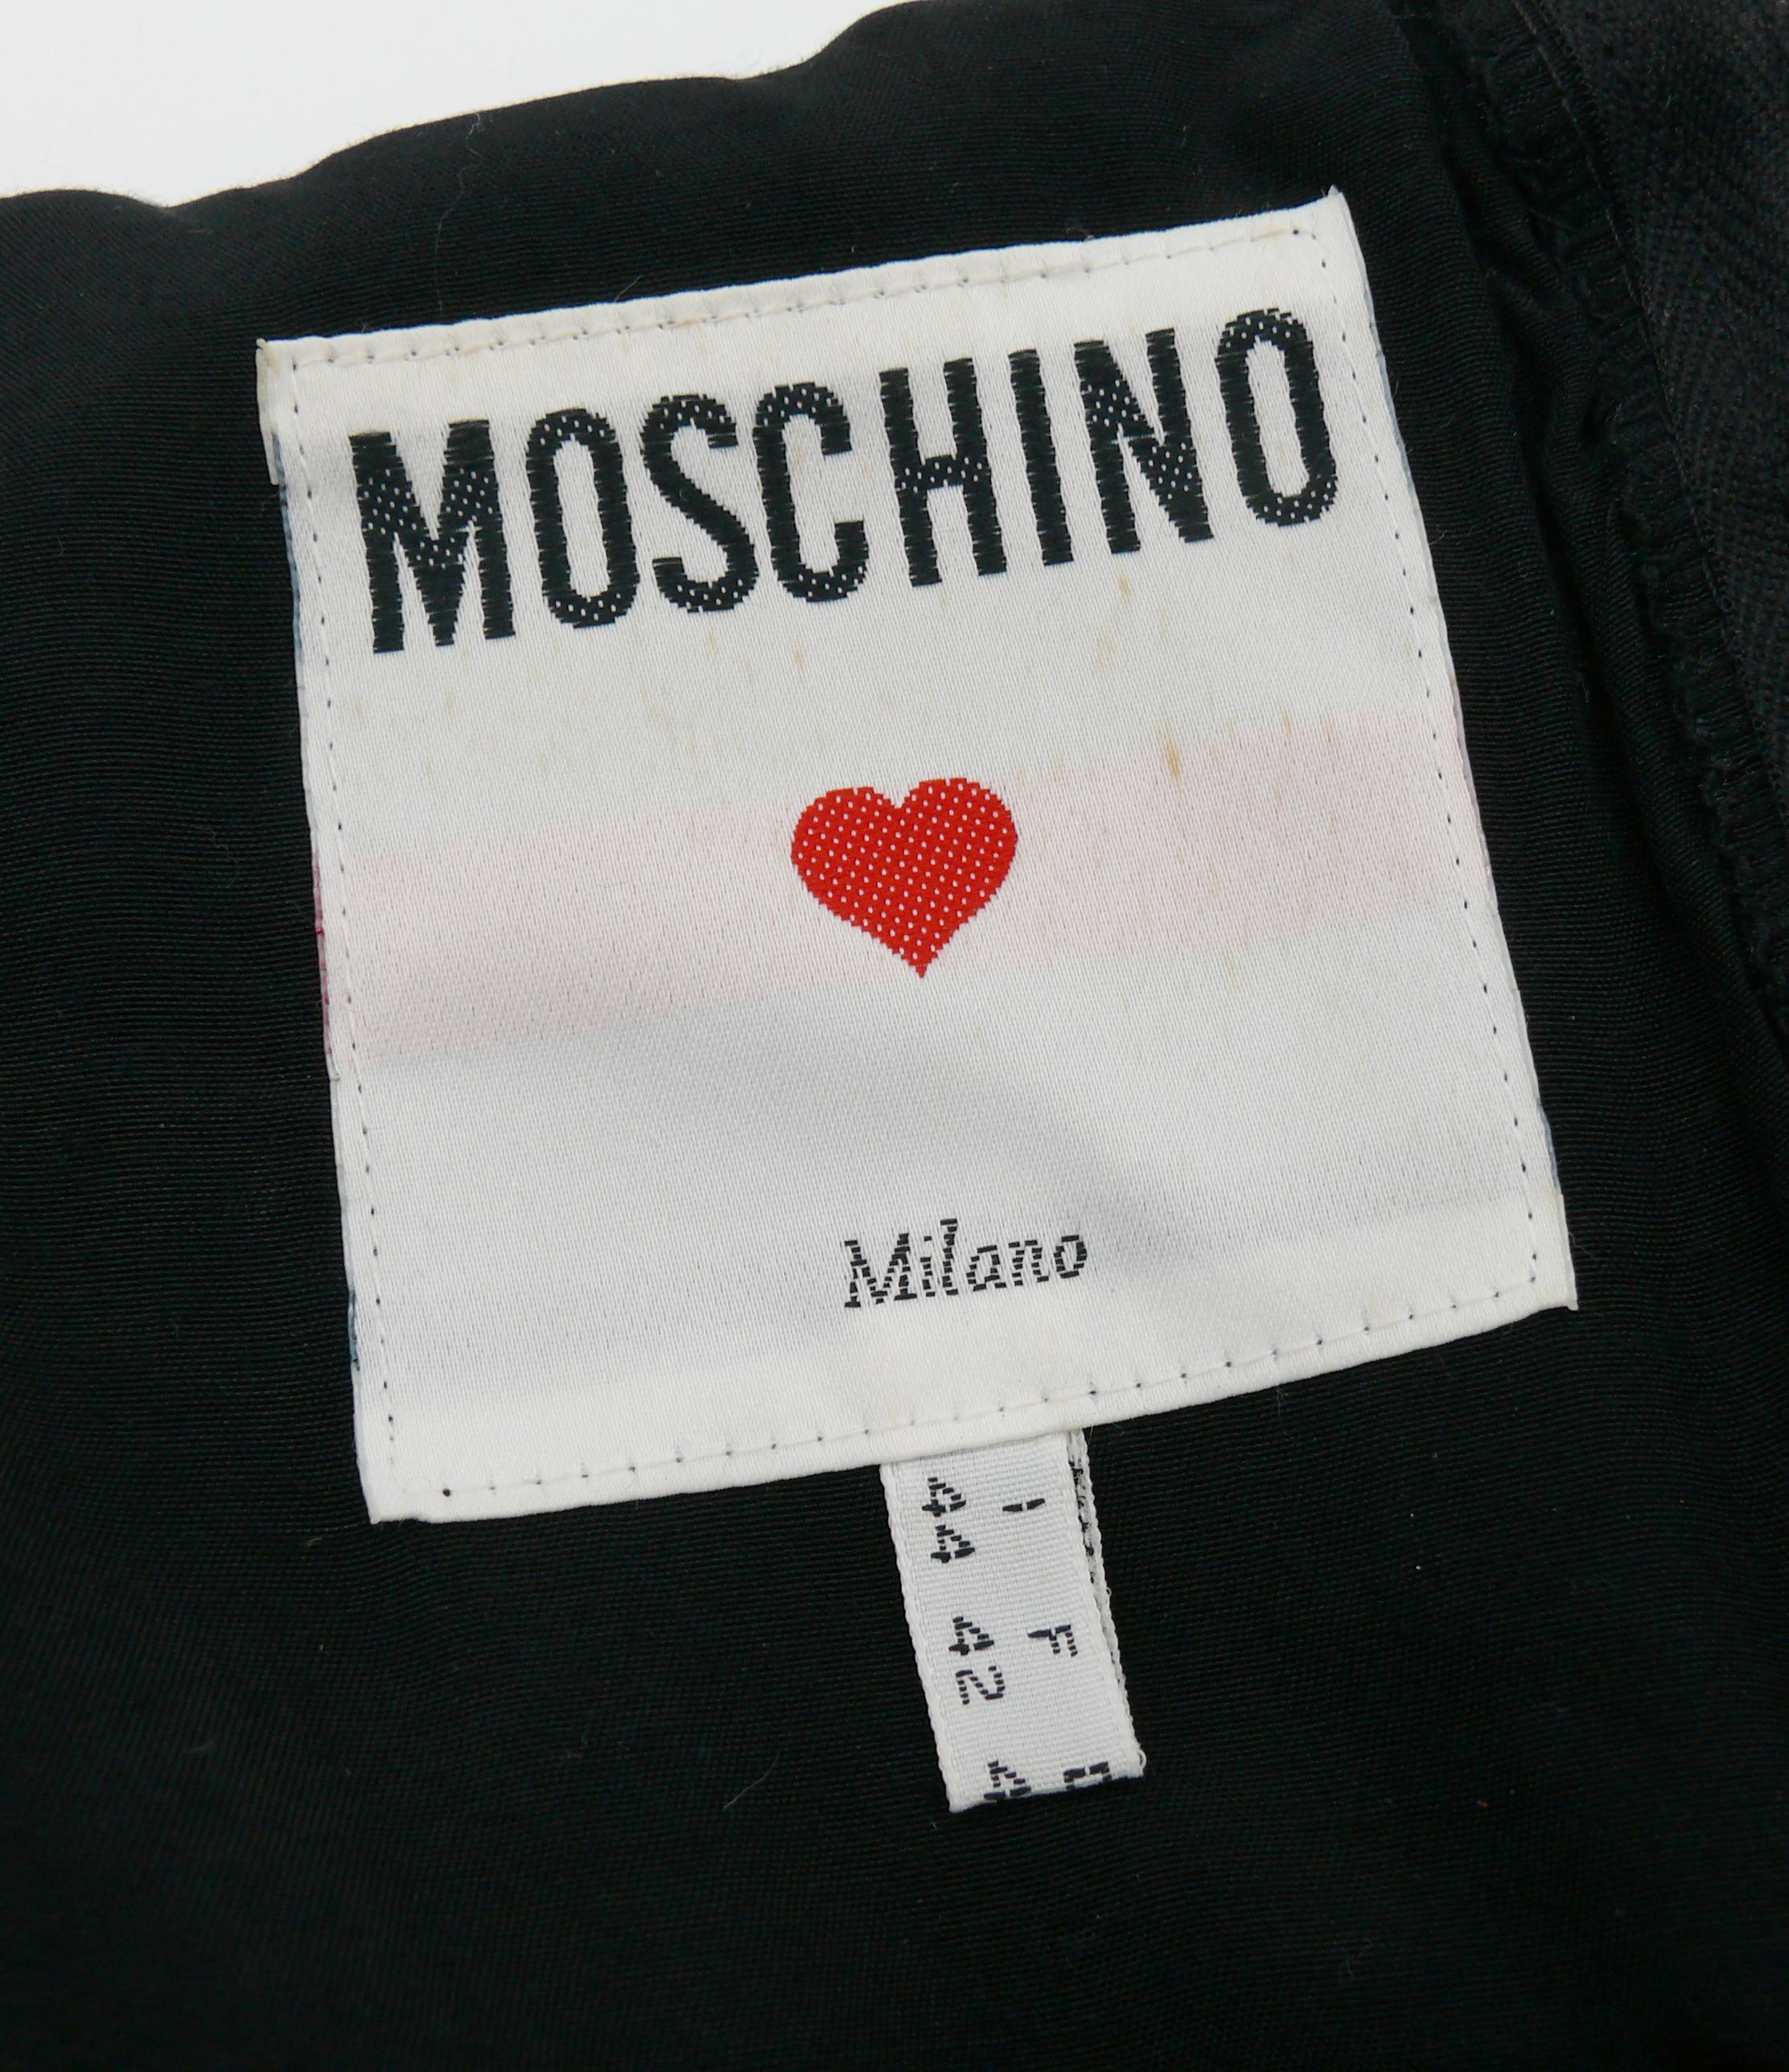 MOSCHINO
Milano
I 44
F 42
D